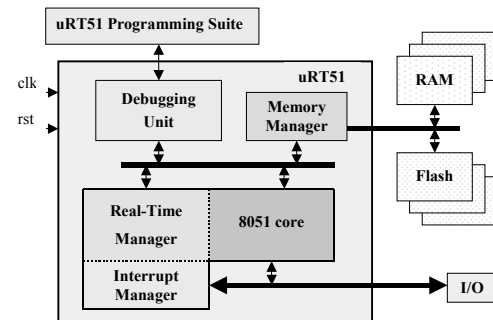 uRT51 Programming Suite
uRT51
clk
rst
Debugging
Unit
Memory
Manager
RAM
Flash
Real-Time
Manager
8051 core
Interrupt
Manager
I/O